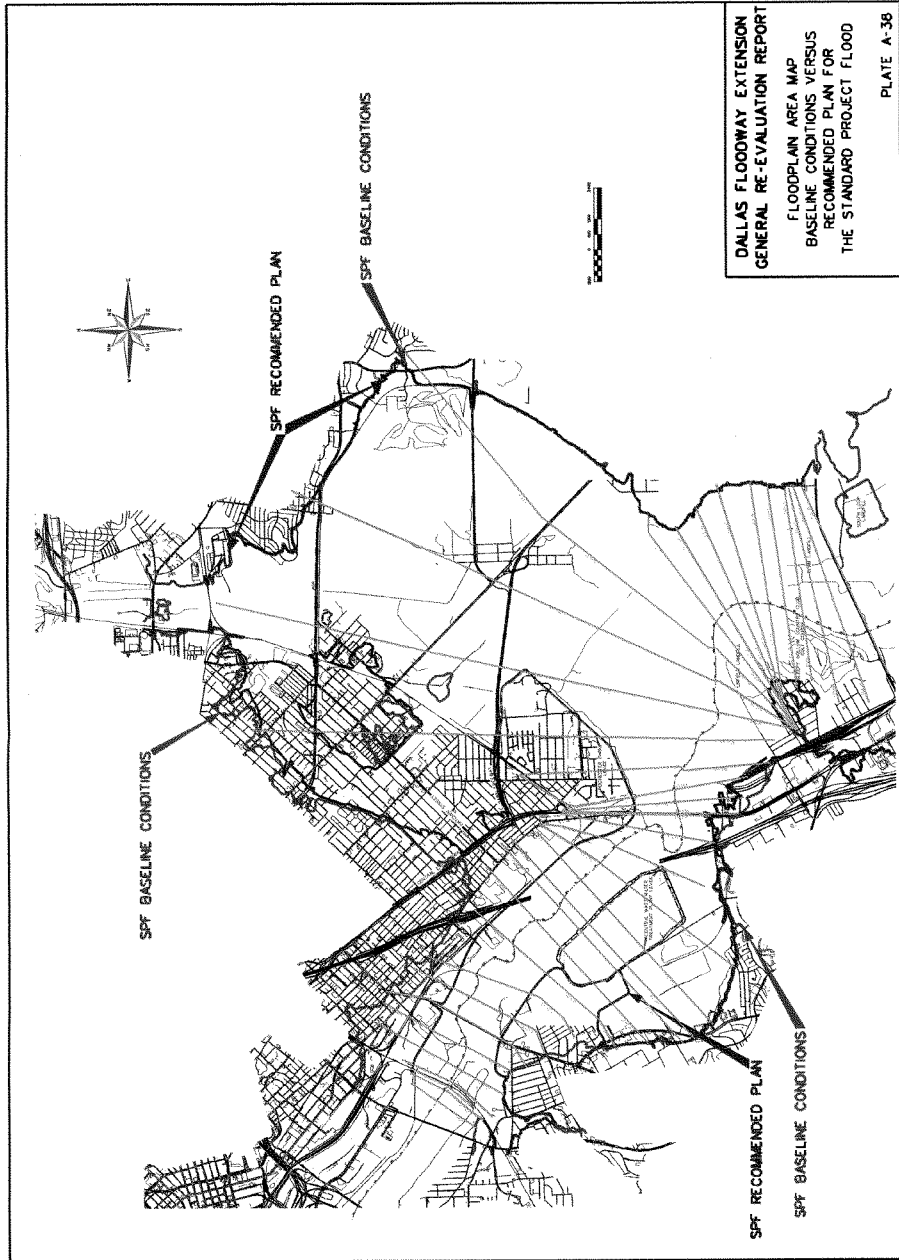 SPF BASELINE CONDITIONS
SPF RECOMMENDED PLAN
SPF BASELINE CONDITIONS
SPF RECOMMENDED PLAN
SPF BASELINE CONDITIONS
DALLAS FLOODWAY EXTENSION
GENERAL RE-EVALUATION REPORT
FLOODPLAIN AREA MAP
BASELINE CONDITIONS VERSUS
RECOMMENDED PLAN FOR
THE STANDARD PROJECT FLOOD
PLATE A-38